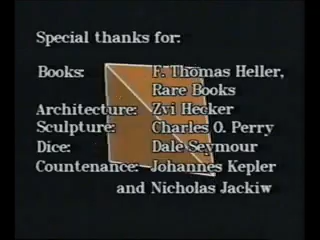 Special thanks for:
Books: F. Thomas Heller,
Rare Books
Architecture: Zvi Hecker
Sculpture: Charles O. Perry
Dice: Dale Seymour
Countenance: Johannes Kepler
and Nicholas Jackiw